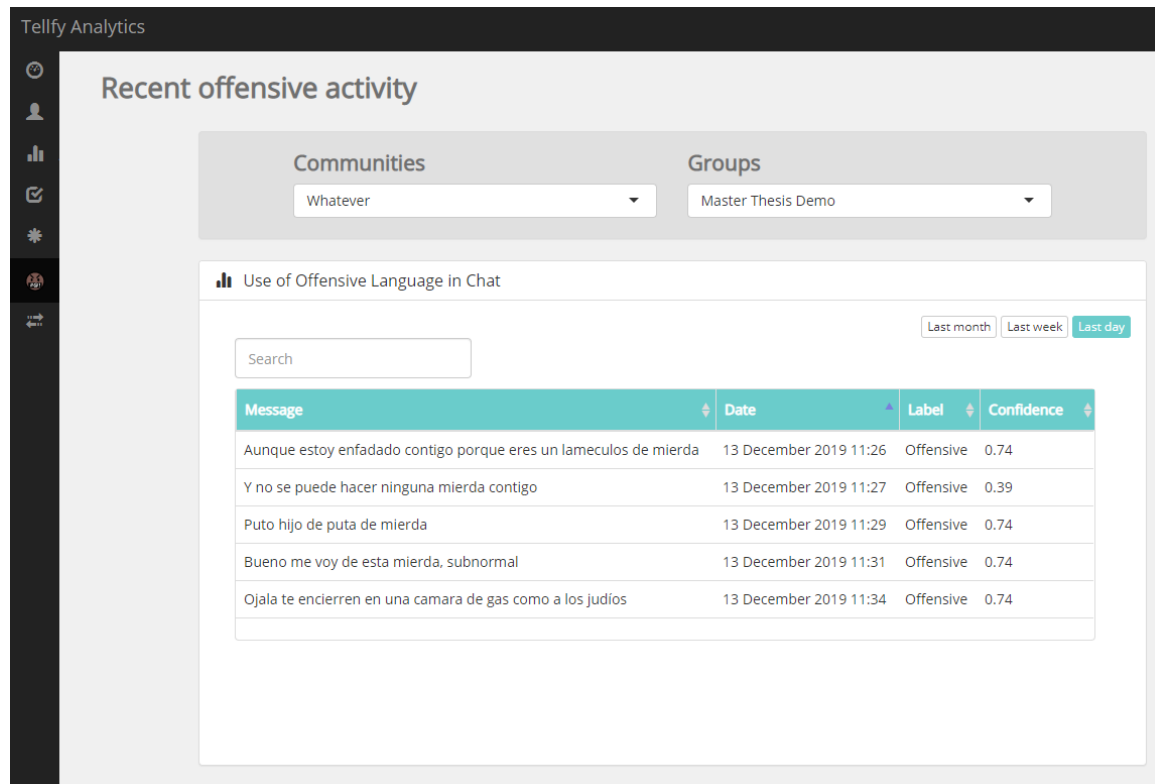 Tellfy Analytics
Recent offensive activity
Communities Groups
Whatever Master Thesis Demo
Use of Offensive Language in Chat
Last month Last week Last day
Search
Message Date Label Confidence
Aunque estoy enfadado contigo porque eres un lameculos de mierda 13 December 2019 11:26 Offensive 0.74
Y no se puede hacer ninguna mierda contigo 13 December 2019 11:27 Offensive 0.39
Puto hijo de puta de mierda 13 December 2019 11:29 Offensive 0.74
Bueno me voy de esta mierda, subnormal 13 December 2019 11:31 Offensive 0.74
Ojala te encierren en una camara de gas como a los judíos 13 December 2019 11:34 Offensive 0.74